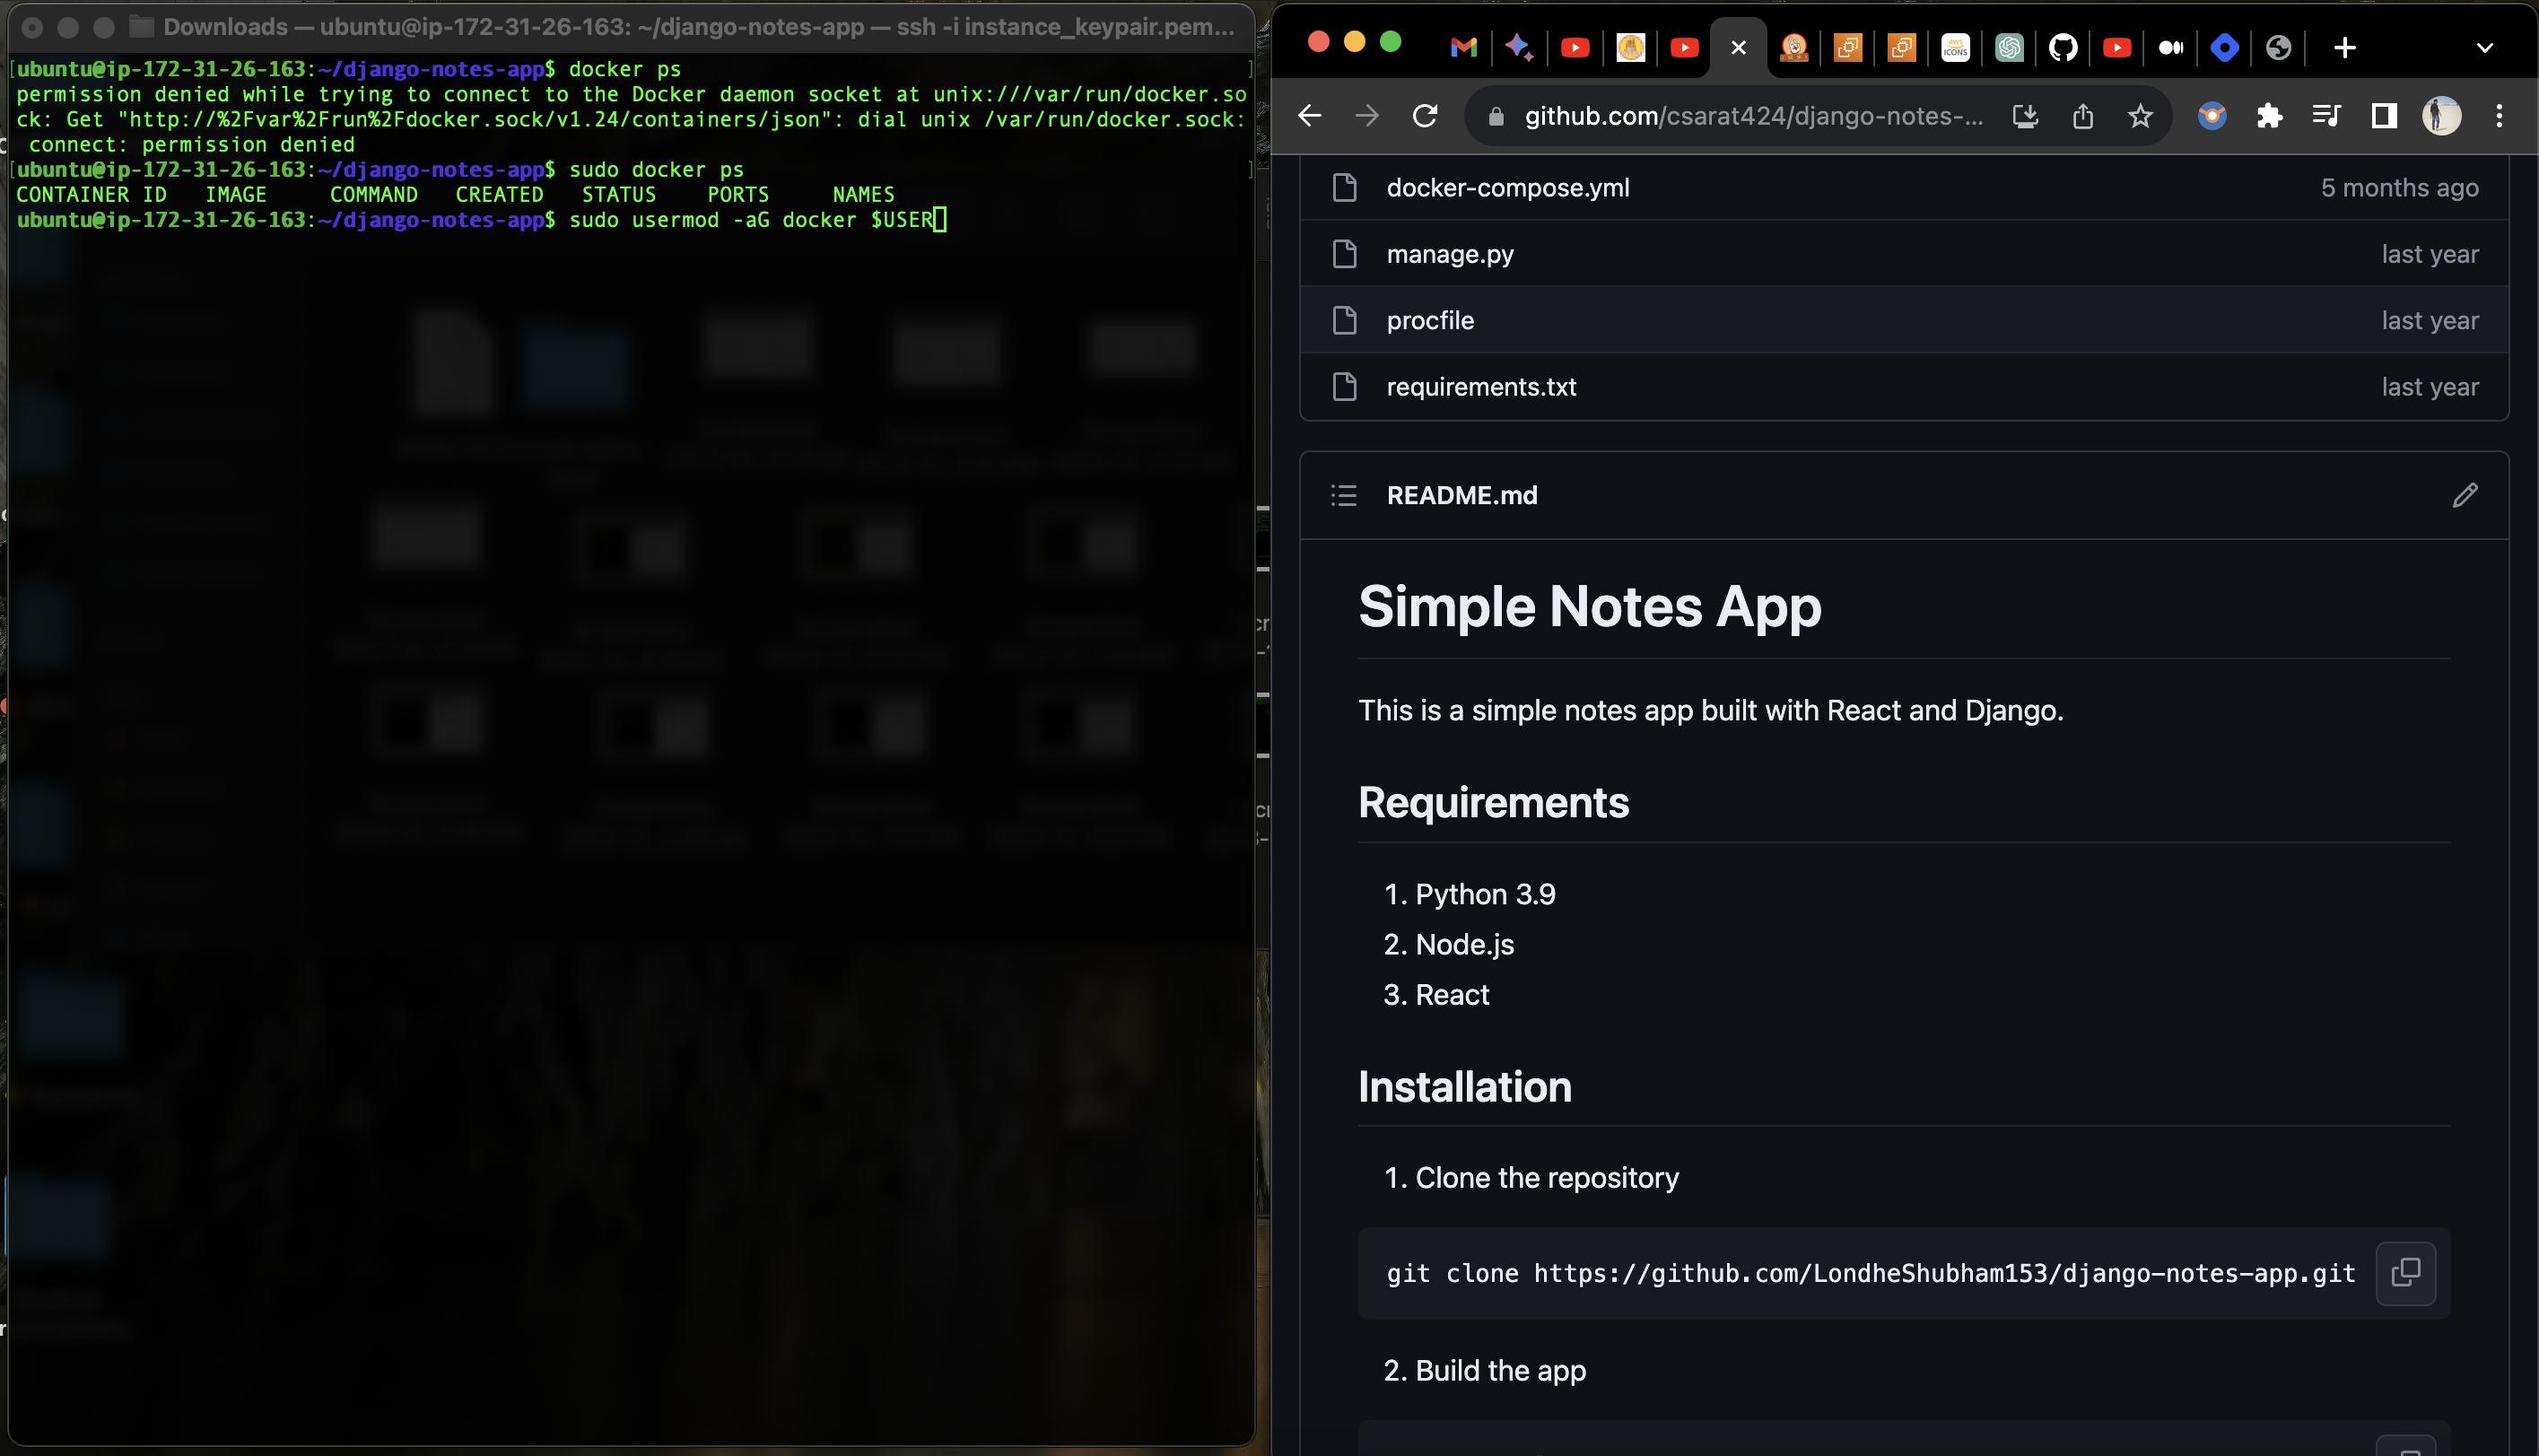 Downloads — ubuntu@ip-172-31-26-163: ~/django-notes-app — ssh -i instance_keypair.pem...
[ubuntu@ip-172-31-26-163:~/django-notes-app$ docker ps ]
permission denied while trying to connect to the Docker daemon socket at unix:///var/run/docker.so
ck: Get "http://%2Fvar%2Frun%2Fdocker.sock/v1.24/containers/json": dial unix /var/run/docker.sock:
connect: permission denied
[ubuntu@ip-172-31-26-163:~/django-notes-app$ sudo docker ps ]
CONTAINER ID IMAGE COMMAND CREATED STATUS PORTS NAMES
ubuntu@ip-172-31-26-163:~/django-notes-app$ sudo usermod -aG docker $USER
aws
ICONS
github.com/csarat424/django-notes-...
docker-compose.yml 5 months ago
manage.py last year
procfile last year
requirements.txt last year
README.md
Simple Notes App
This is a simple notes app built with React and Django.
Requirements
1. Python 3.9
2. Node.js
3. React
Installation
1. Clone the repository
git clone https://github.com/LondheShubham153/django-notes-app.git
2. Build the app